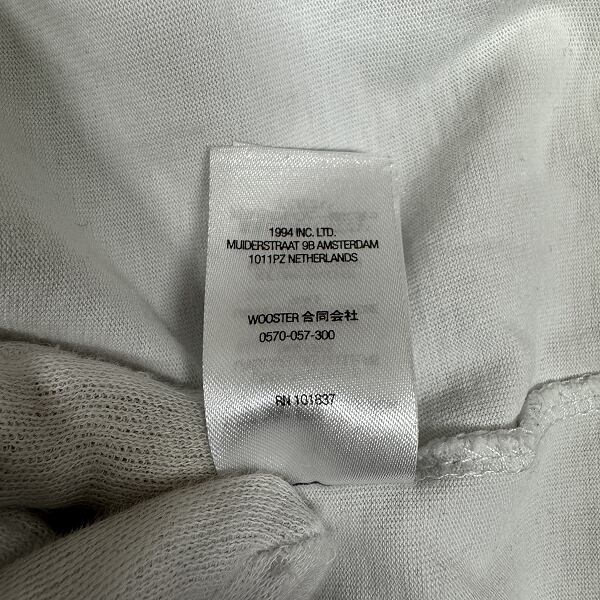 1994 INC. LTD.
MUIDERSTRAAT 9B AMSTERDAM
1011PZ NETHERLANDS
WOOSTER 合同会社
0570-057-300
RN 101837